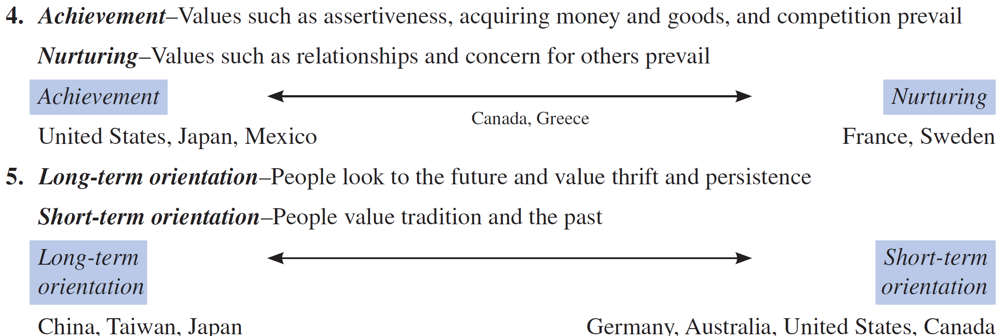 4. Achievement–Values such as assertiveness, acquiring money and goods, and competition prevail
Nurturing–Values such as relationships and concern for others prevail
Achievement
Nurturing
Canada, Greece
United States, Japan, Mexico
France, Sweden
5. Long-term orientation–People look to the future and value thrift and persistence
Short-term orientation–People value tradition and the past
Long-term
orientation
Short-term
orientation
China, Taiwan, Japan
Germany, Australia, United States, Canada